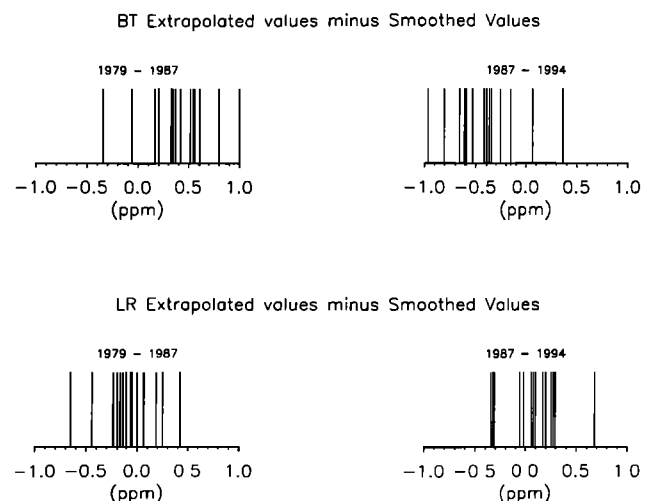 BT Extrapolated values minus Smoothed Values
1979 - 1987
1987 - 1994
-1.0 -0.5 0.0 0.5 1.0
-1.0 -0.5 0.0 0.5 1.0
(ppm)
(ppm)
LR Extrapolated values minus Smoothed Values
1979 - 1987
1987 - 1994
-1.0 -0.5 0.0 0 5 1.0
-1.0 -0 5 0.0 0.5 1 0
(ppm)
(ppm)